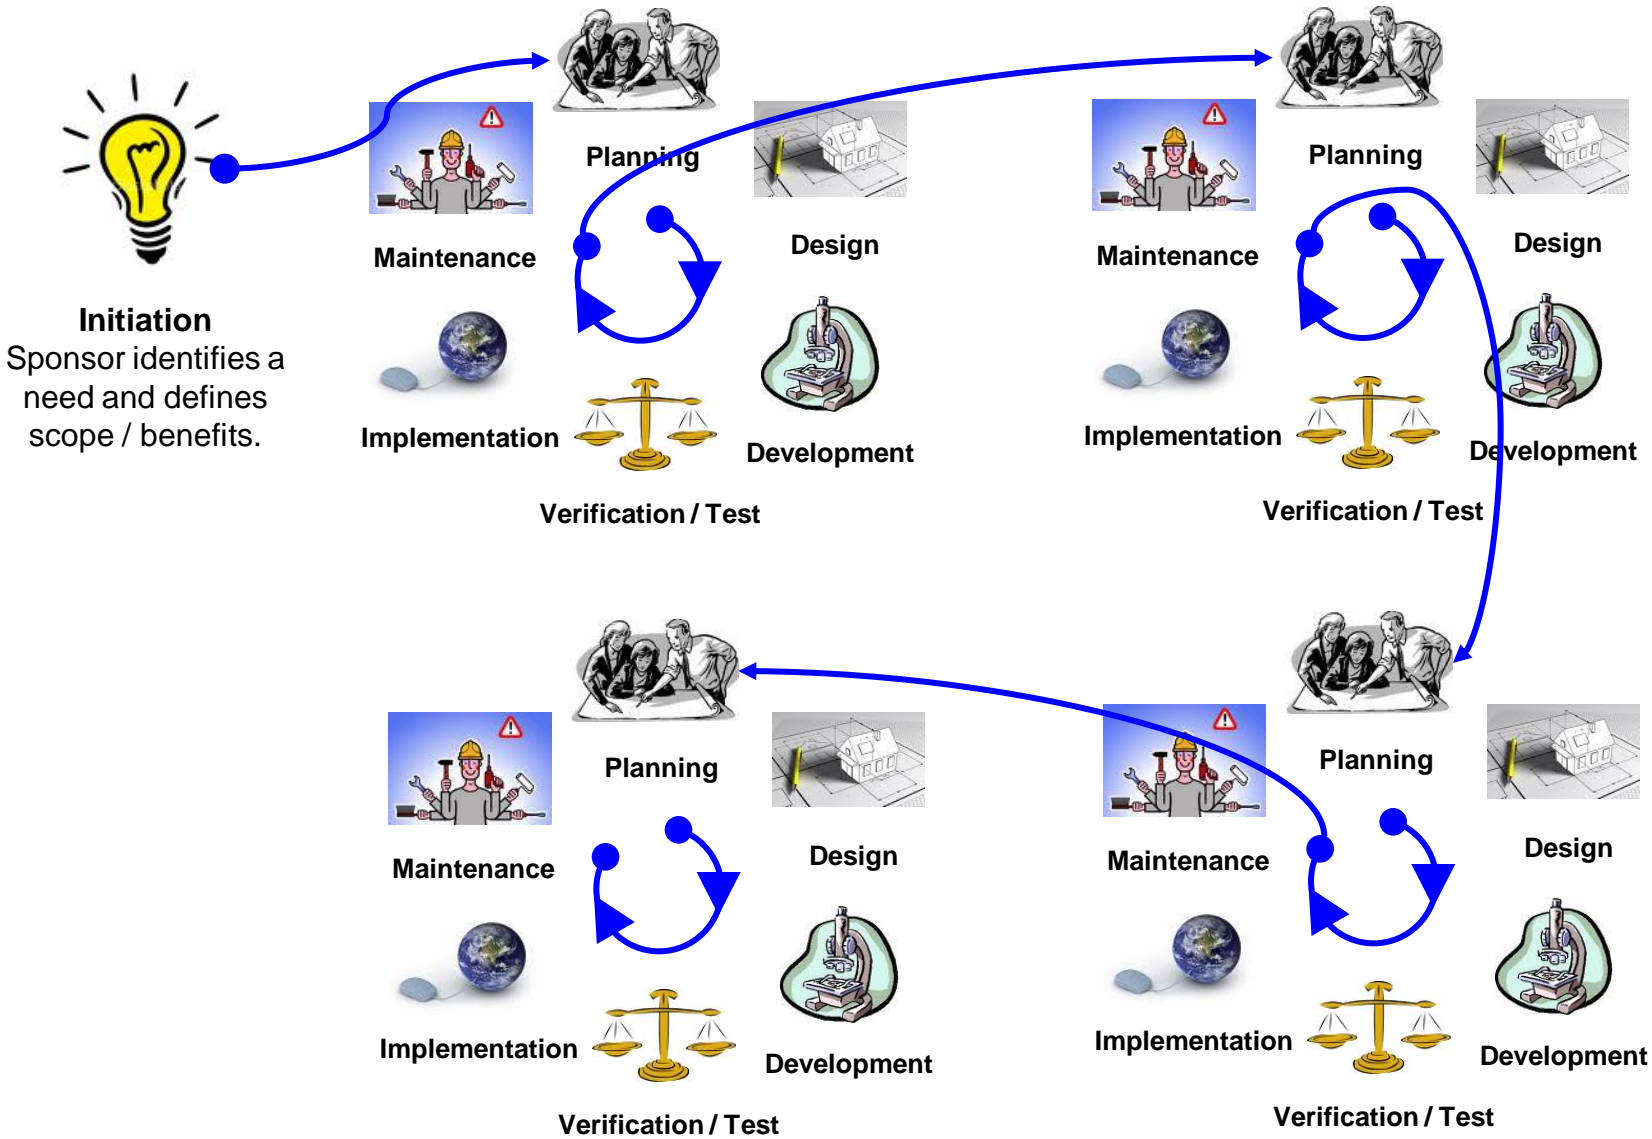 Initiation
Sponsor identifies a
need and defines
scope / benefits.
Planning
Design
Development
Verification / Test
Implementation
Maintenance
Planning
Design
Development
Verification / Test
Implementation
Maintenance
Planning
Design
Development
Verification / Test
Implementation
Maintenance
Planning
Design
Development
Verification / Test
Implementation
Maintenance